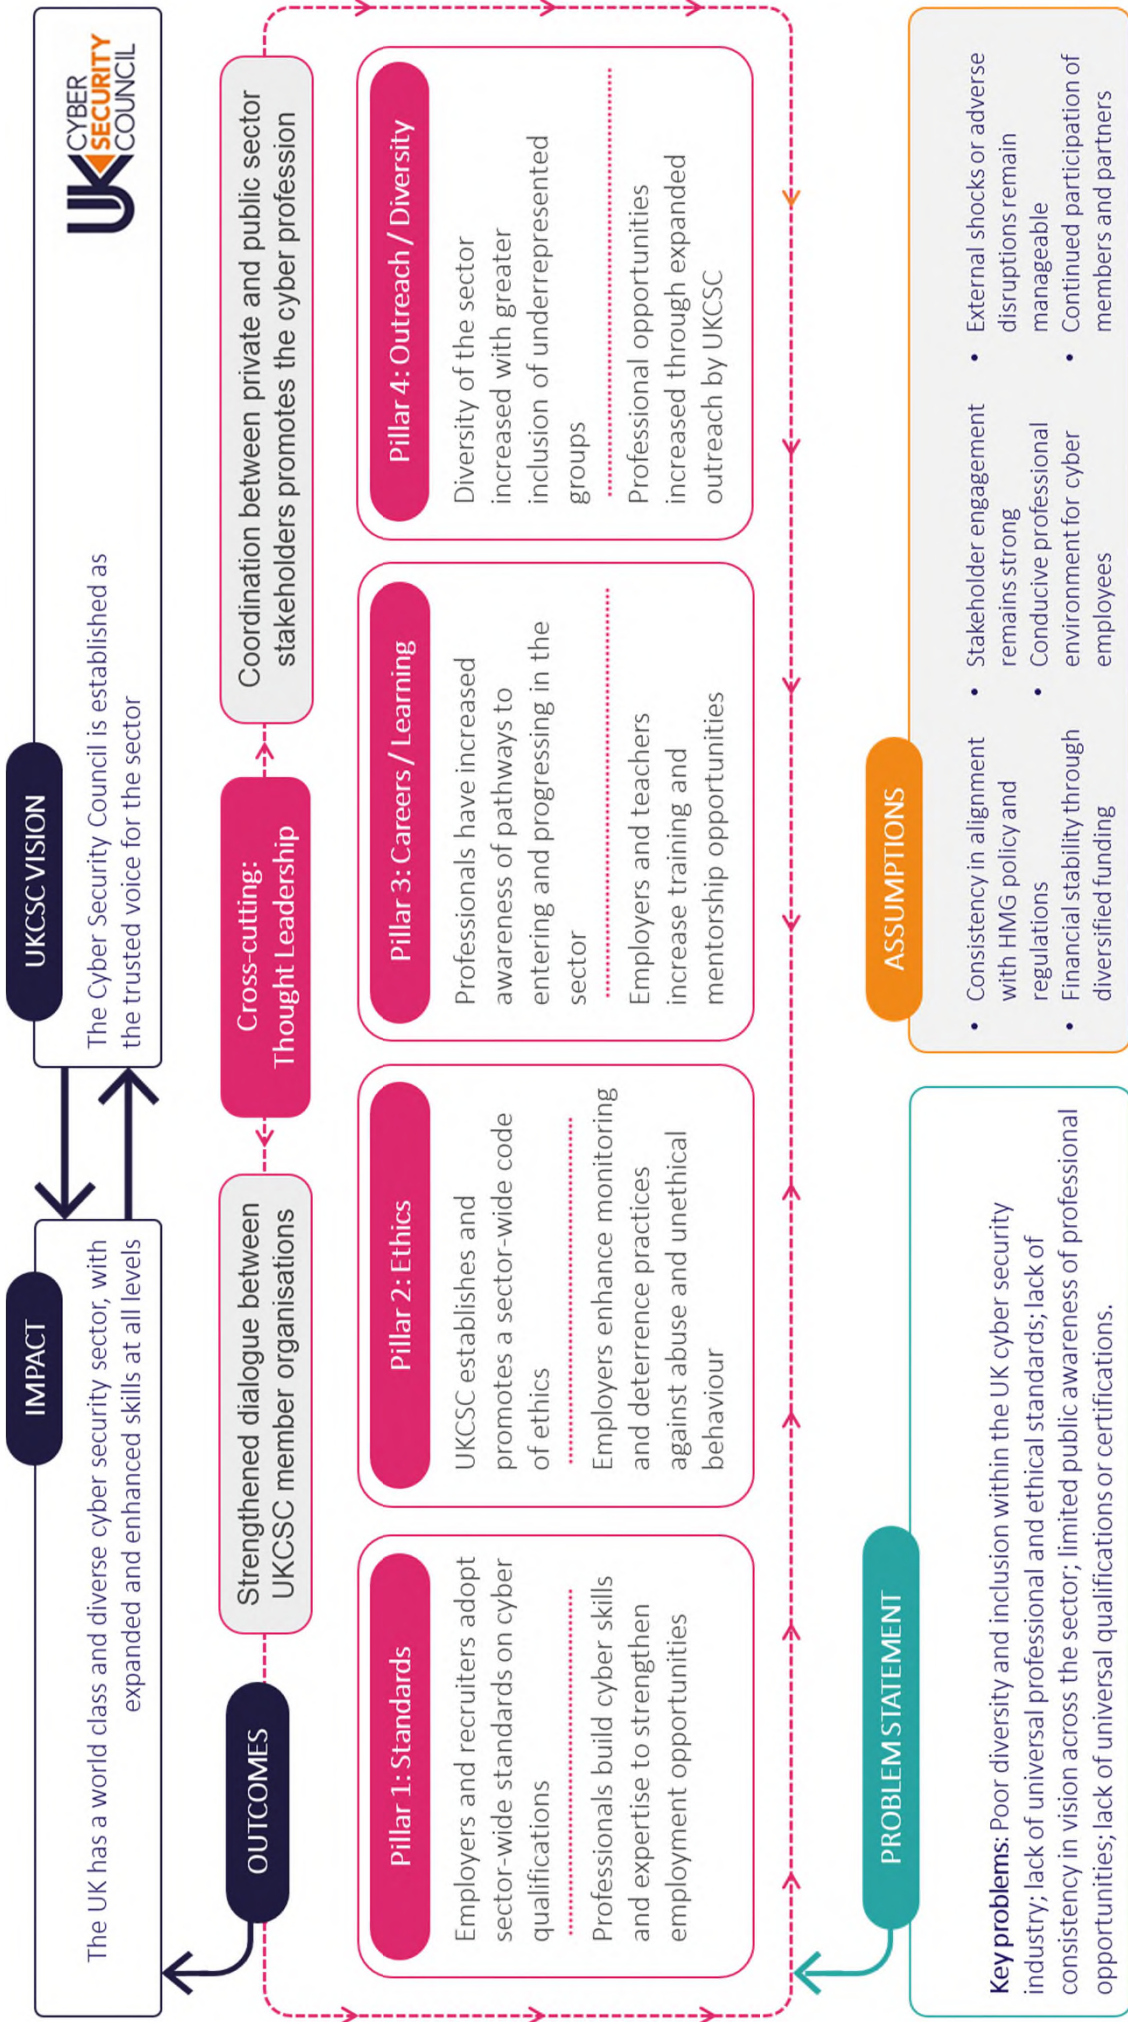 IMPACT
The UK has a world class and diverse cyber security sector, with
expanded and enhanced skills at all levels
UKCSC VISION
The Cyber Security Council is established as
the trusted voice for the sector
UK CYBER
SECURITY
COUNCIL
OUTCOMES
Strengthened dialogue between
UKCSC member organisations
Cross-cutting:
Thought Leadership
Coordination between private and public sector
stakeholders promotes the cyber profession
Pillar 1: Standards
Employers and recruiters adopt
sector-wide standards on cyber
qualifications
Professionals build cyber skills
and expertise to strengthen
employment opportunities
Pillar 2: Ethics
UKCSC establishes and
promotes a sector-wide code
of ethics
Employers enhance monitoring
and deterrence practices
against abuse and unethical
behaviour
Pillar 3: Careers / Learning
Professionals have increased
awareness of pathways to
entering and progressing in the
sector
Employers and teachers
increase training and
mentorship opportunities
Pillar 4: Outreach / Diversity
Diversity of the sector
increased with greater
inclusion of underrepresented
groups
Professional opportunities
increased through expanded
outreach by UKCSC
PROBLEM STATEMENT
Key problems: Poor diversity and inclusion within the UK cyber security
industry; lack of universal professional and ethical standards; lack of
consistency in vision across the sector; limited public awareness of professional
opportunities; lack of universal qualifications or certifications.
ASSUMPTIONS
• Consistency in alignment
with HMG policy and
regulations
• Financial stability through
diversified funding
• Stakeholder engagement
remains strong
• Conducive professional
environment for cyber
employees
• External shocks or adverse
disruptions remain
manageable
• Continued participation of
members and partners